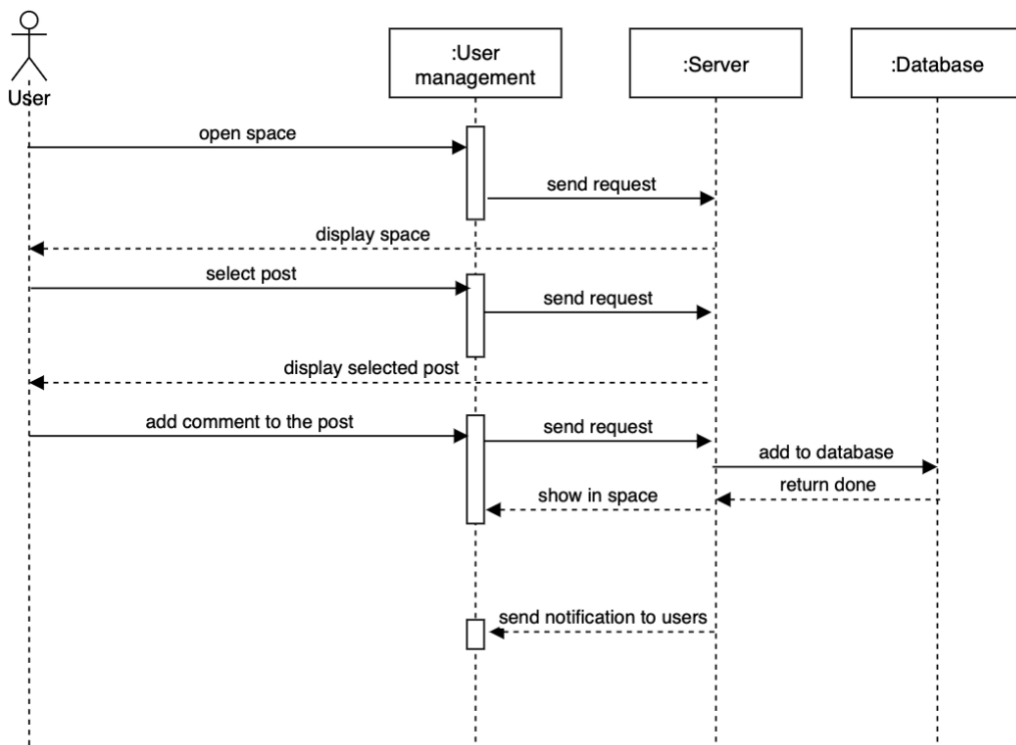 User
:User
management
:Server
:Database
open space
send request
display space
select post
send request
display selected post
add comment to the post
send request
add to database
return done
show in space
send notification to users